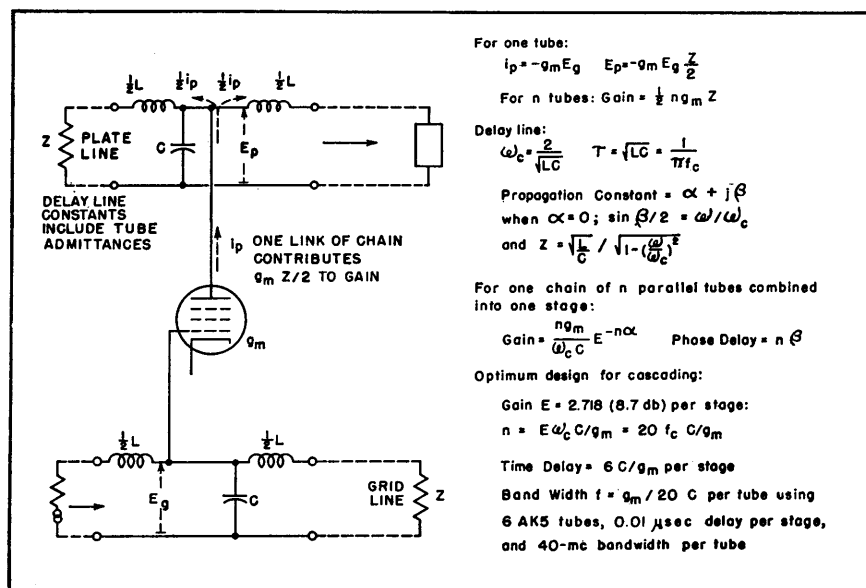 ½L ½ip ½ip ½L
Z PLATE LINE C Ep
DELAY LINE
CONSTANTS
INCLUDE TUBE
ADMITTANCES
ip ONE LINK OF CHAIN
CONTRIBUTES
gm Z/2 TO GAIN
gm
½L ½L
Eg C GRID LINE Z
For one tube:
ip = -gm Eg Ep = -gm Eg Z/2
For n tubes: Gain = ½ ngm Z
Delay line:
ωc = 2/√LC T = √LC = 1/πfc
Propagation Constant = α + jβ
when α = 0; sin β/2 = ω/ωc
and Z = √L/C / √1-(ω/ωc)²
For one chain of n parallel tubes combined
into one stage:
Gain = ngm/ωc C E^-nα Phase Delay = n β
Optimum design for cascading:
Gain E = 2.718 (8.7 db) per stage:
n = Eωc C/gm = 20 fc C/gm
Time Delay = 6 C/gm per stage
Band Width f = gm/20 C per tube using
6 AK5 tubes, 0.01 μsec delay per stage,
and 40-mc bandwidth per tube